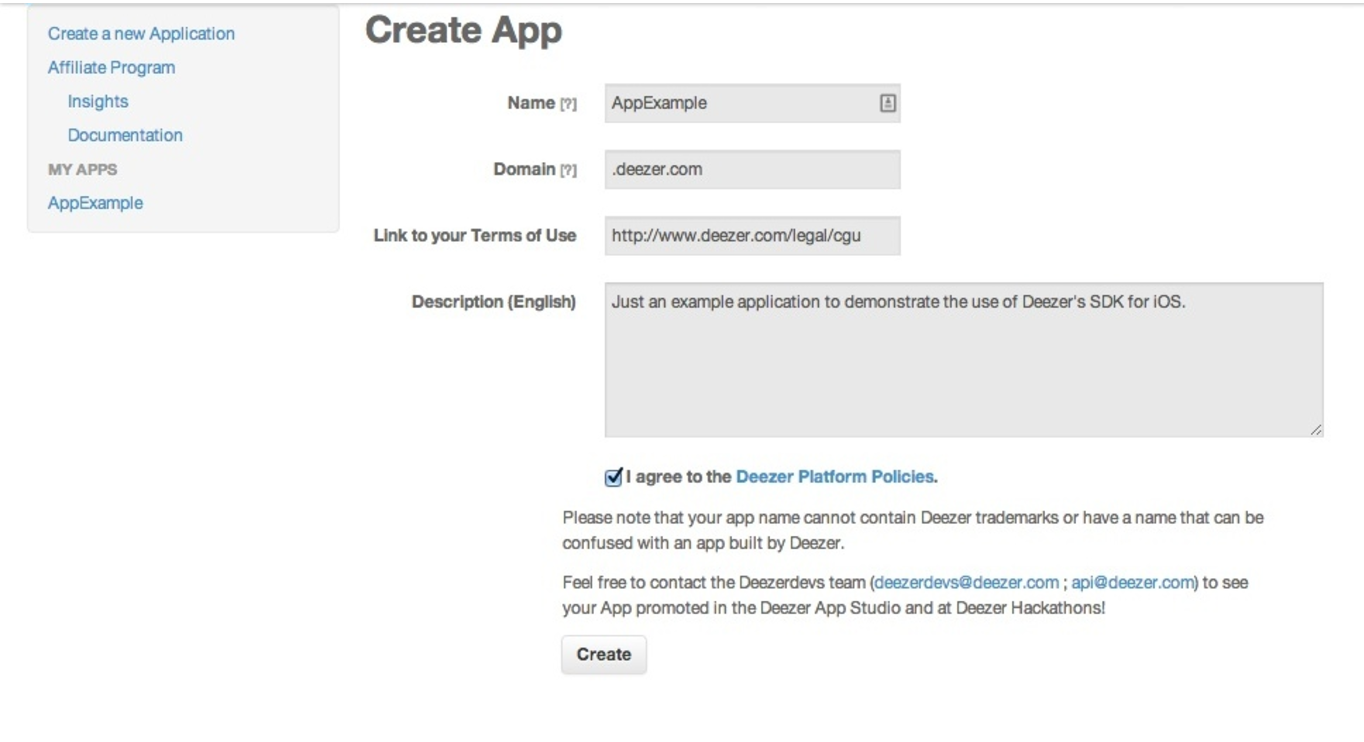 Create a new Application
Affiliate Program
Insights
Documentation
MY APPS
AppExample
Create App
Name [?] AppExample
Domain [?] .deezer.com
Link to your Terms of Use http://www.deezer.com/legal/cgu
Description (English) Just an example application to demonstrate the use of Deezer's SDK for iOS.
I agree to the Deezer Platform Policies.
Please note that your app name cannot contain Deezer trademarks or have a name that can be
confused with an app built by Deezer.
Feel free to contact the Deezerdevs team (deezerdevs@deezer.com ; api@deezer.com) to see
your App promoted in the Deezer App Studio and at Deezer Hackathons!
Create